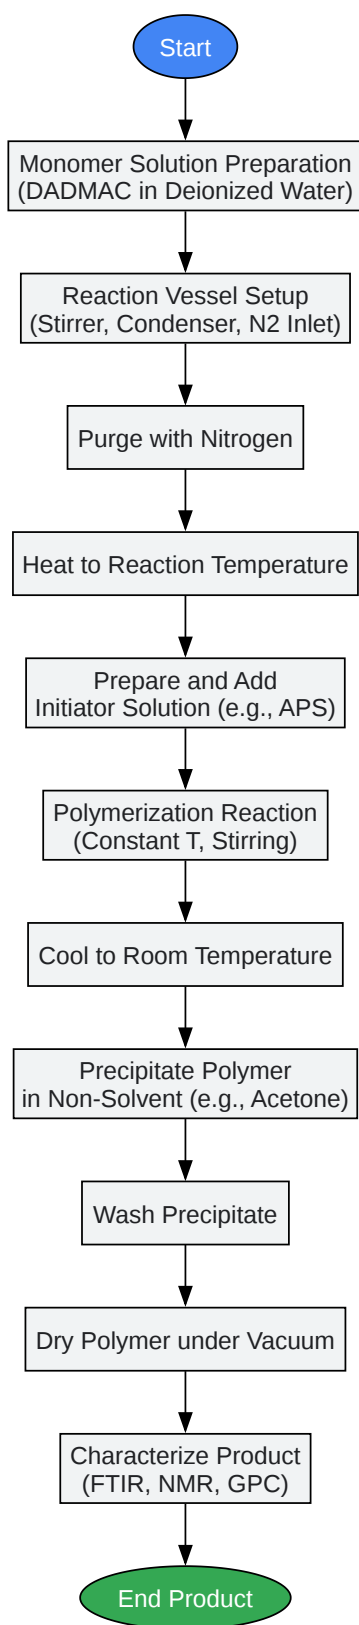 Start
Monomer Solution Preparation
(DADMAC in Deionized Water)
Reaction Vessel Setup
(Stirrer, Condenser, N2 Inlet)
Purge with Nitrogen
Heat to Reaction Temperature
Prepare and Add
Initiator Solution (e.g., APS)
Polymerization Reaction
(Constant T, Stirring)
Cool to Room Temperature
Precipitate Polymer
in Non-Solvent (e.g., Acetone)
Wash Precipitate
Dry Polymer under Vacuum
Characterize Product
(FTIR, NMR, GPC)
End Product